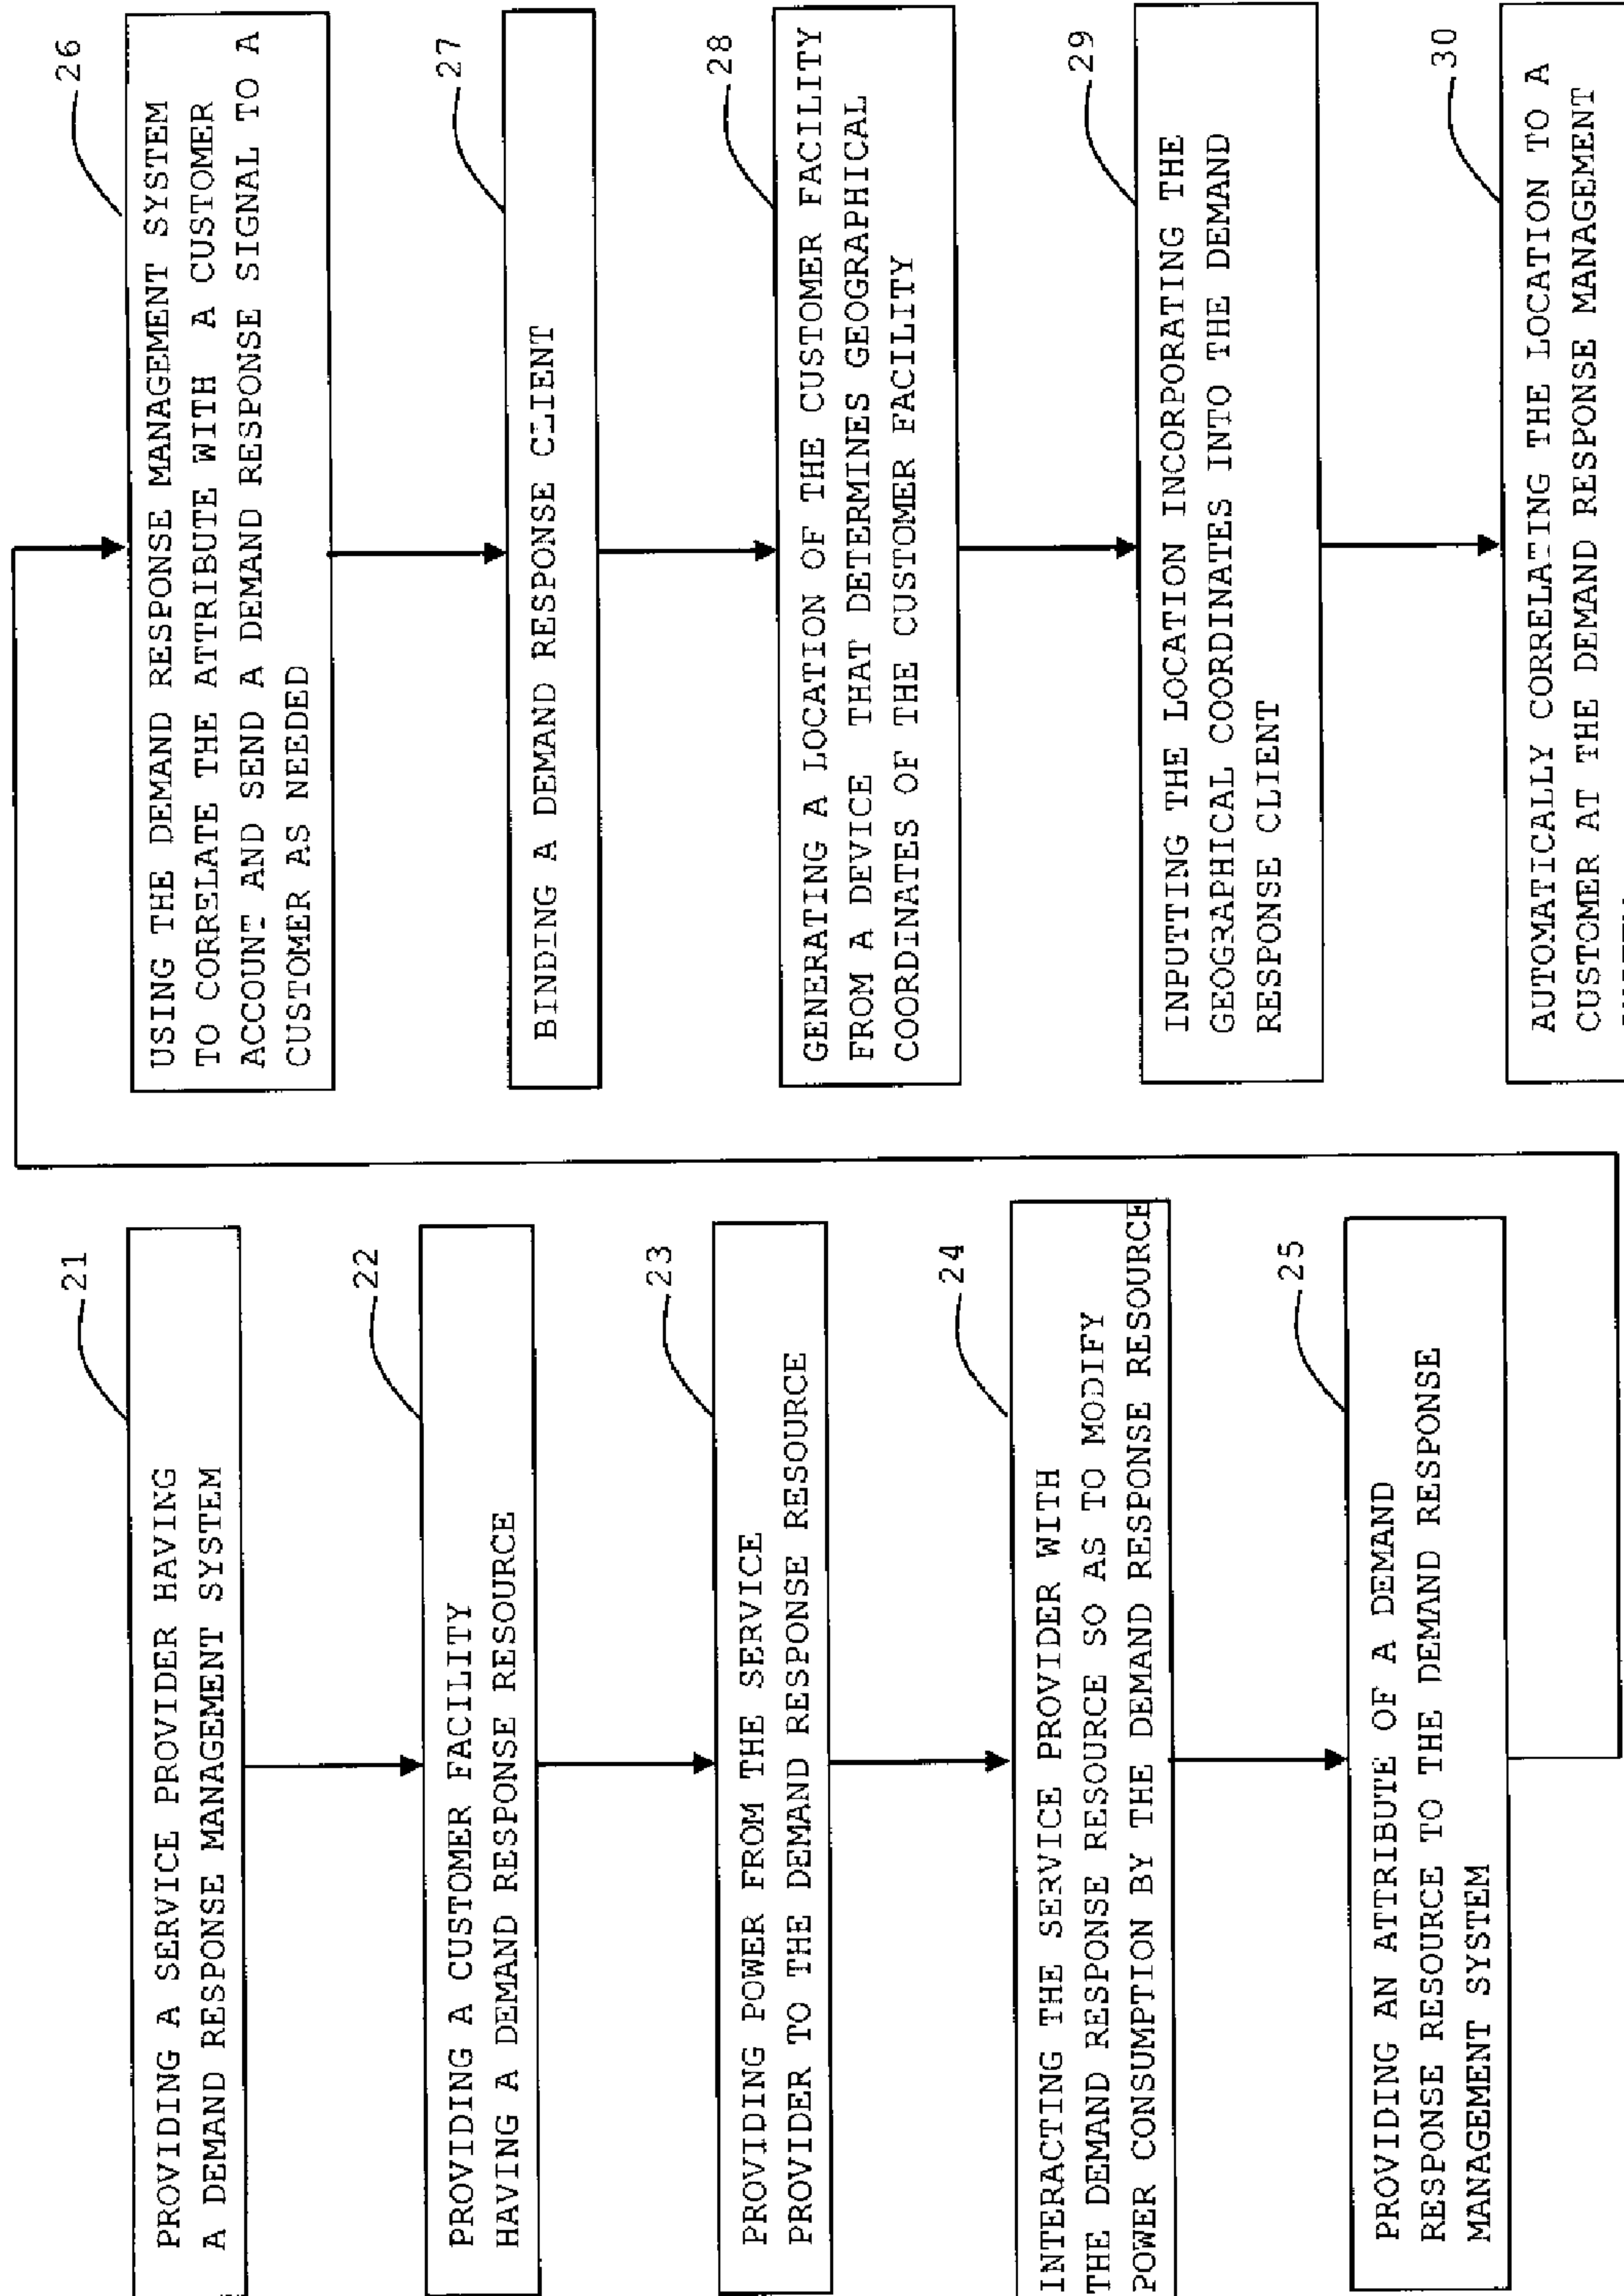 21
PROVIDING A SERVICE PROVIDER HAVING
A DEMAND RESPONSE MANAGEMENT SYSTEM
22
PROVIDING A CUSTOMER FACILITY
HAVING A DEMAND RESPONSE RESOURCE
23
PROVIDING POWER FROM THE SERVICE
PROVIDER TO THE DEMAND RESPONSE RESOURCE
24
INTERACTING THE SERVICE PROVIDER WITH
THE DEMAND RESPONSE RESOURCE SO AS TO MODIFY
POWER CONSUMPTION BY THE DEMAND RESPONSE RESOURCE
25
PROVIDING AN ATTRIBUTE OF A DEMAND
RESPONSE RESOURCE TO THE DEMAND RESPONSE
MANAGEMENT SYSTEM
26
USING THE DEMAND RESPONSE MANAGEMENT SYSTEM
TO CORRELATE THE ATTRIBUTE WITH A CUSTOMER
ACCOUNT AND SEND A DEMAND RESPONSE SIGNAL TO A
CUSTOMER AS NEEDED
27
BINDING A DEMAND RESPONSE CLIENT
28
GENERATING A LOCATION OF THE CUSTOMER FACILITY
FROM A DEVICE THAT DETERMINES GEOGRAPHICAL
COORDINATES OF THE CUSTOMER FACILITY
29
INPUTTING THE LOCATION INCORPORATING THE
GEOGRAPHICAL COORDINATES INTO THE DEMAND
RESPONSE CLIENT
30
AUTOMATICALLY CORRELATING THE LOCATION TO A
CUSTOMER AT THE DEMAND RESPONSE MANAGEMENT